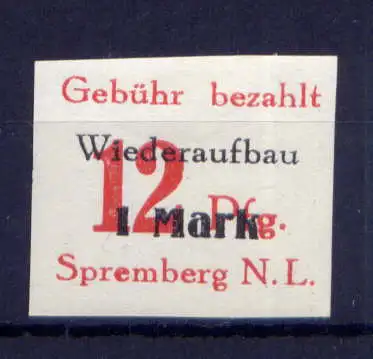 Gebühr bezahlt
Wiederaufbau
12 Pfg.
1 Mark
Spremberg N.L.